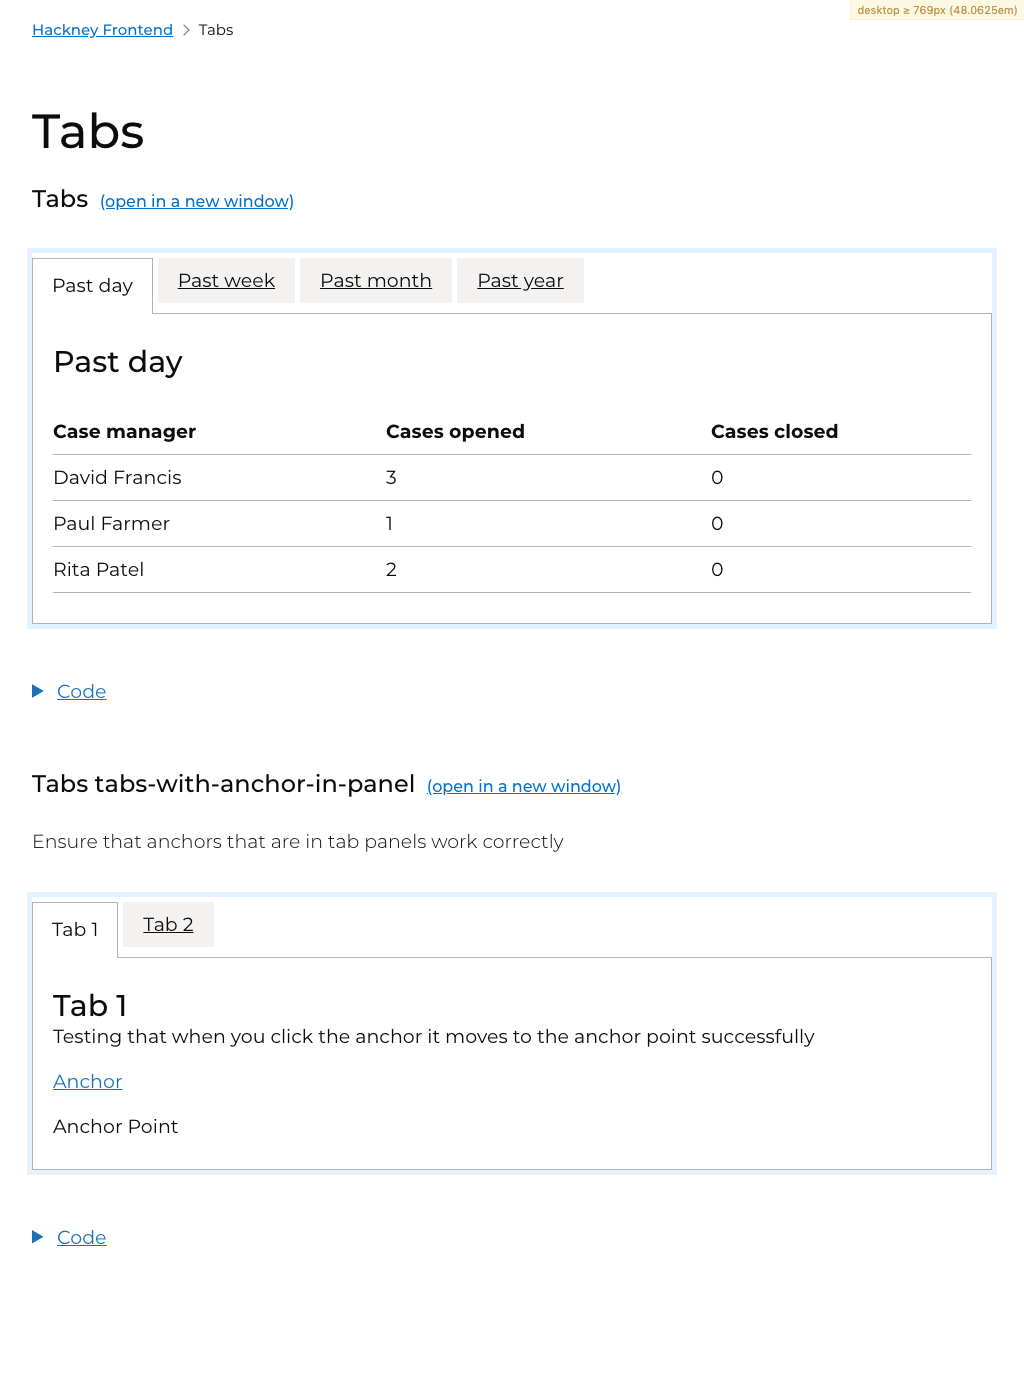 desktop ≥ 769px (48.0625em)
Hackney Frontend > Tabs
Tabs
Tabs (open in a new window)
Past day Past week Past month Past year
Past day
Case manager Cases opened Cases closed
David Francis 3 0
Paul Farmer 1 0
Rita Patel 2 0
Code
Tabs tabs-with-anchor-in-panel (open in a new window)
Ensure that anchors that are in tab panels work correctly
Tab 1 Tab 2
Tab 1
Testing that when you click the anchor it moves to the anchor point successfully
Anchor
Anchor Point
Code